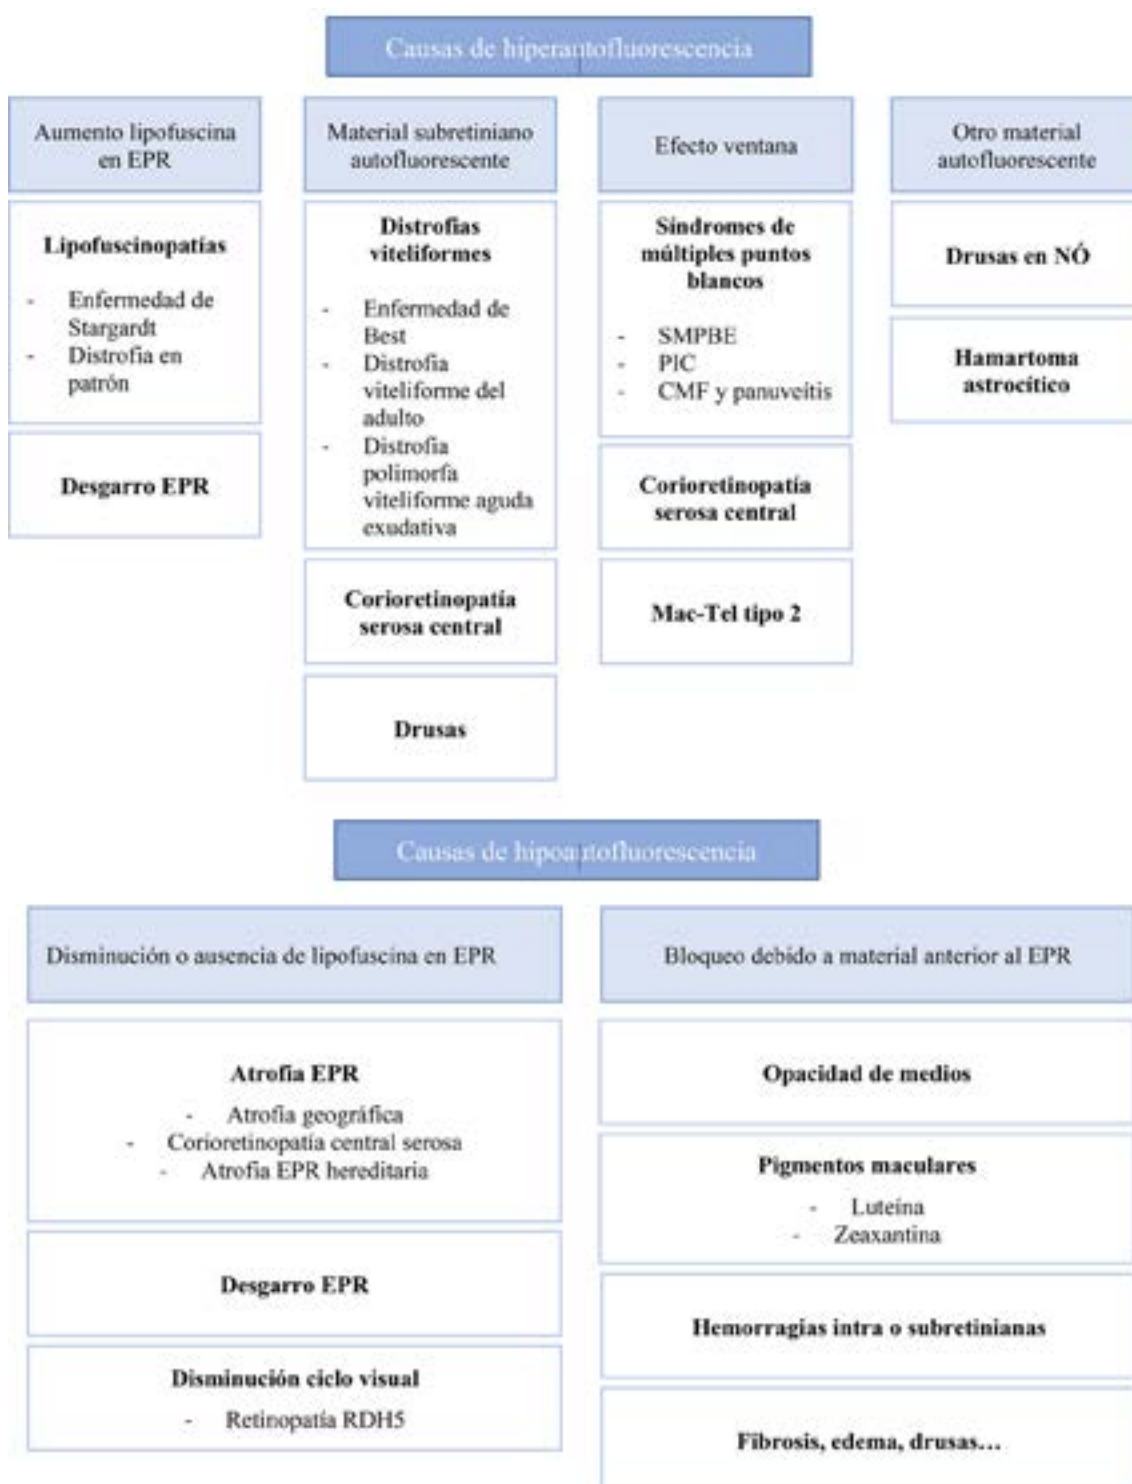 Causas de hiperautofluorescencia
Aumento lipofuscina
en EPR
Lipofuscinopatías
- Enfermedad de
Stargardt
- Distrofia en
patrón
Desgarro EPR
Material subretiniano
autofluorescente
Distrofias
viteliformes
- Enfermedad de
Best
- Distrofia
viteliforme del
adulto
- Distrofia
polimorfa
viteliforme aguda
exudativa
Corioretinopatía
serosa central
Drusas
Efecto ventana
Síndromes de
múltiples puntos
blancos
- SMPBE
- PIC
- CMF y panuveítis
Corioretinopatía
serosa central
Mac-Tel tipo 2
Otro material
autofluorescente
Drusas en NÓ
Hamartoma
astrocítico
Causas de hipoautofluorescencia
Disminución o ausencia de lipofuscina en EPR
Atrofia EPR
- Atrofia geográfica
- Corioretinopatía central serosa
- Atrofia EPR hereditaria
Desgarro EPR
Disminución ciclo visual
- Retinopatía RDH5
Bloqueo debido a material anterior al EPR
Opacidad de medios
Pigmentos maculares
- Luteína
- Zeaxantina
Hemorragias intra o subretinianas
Fibrosis, edema, drusas…